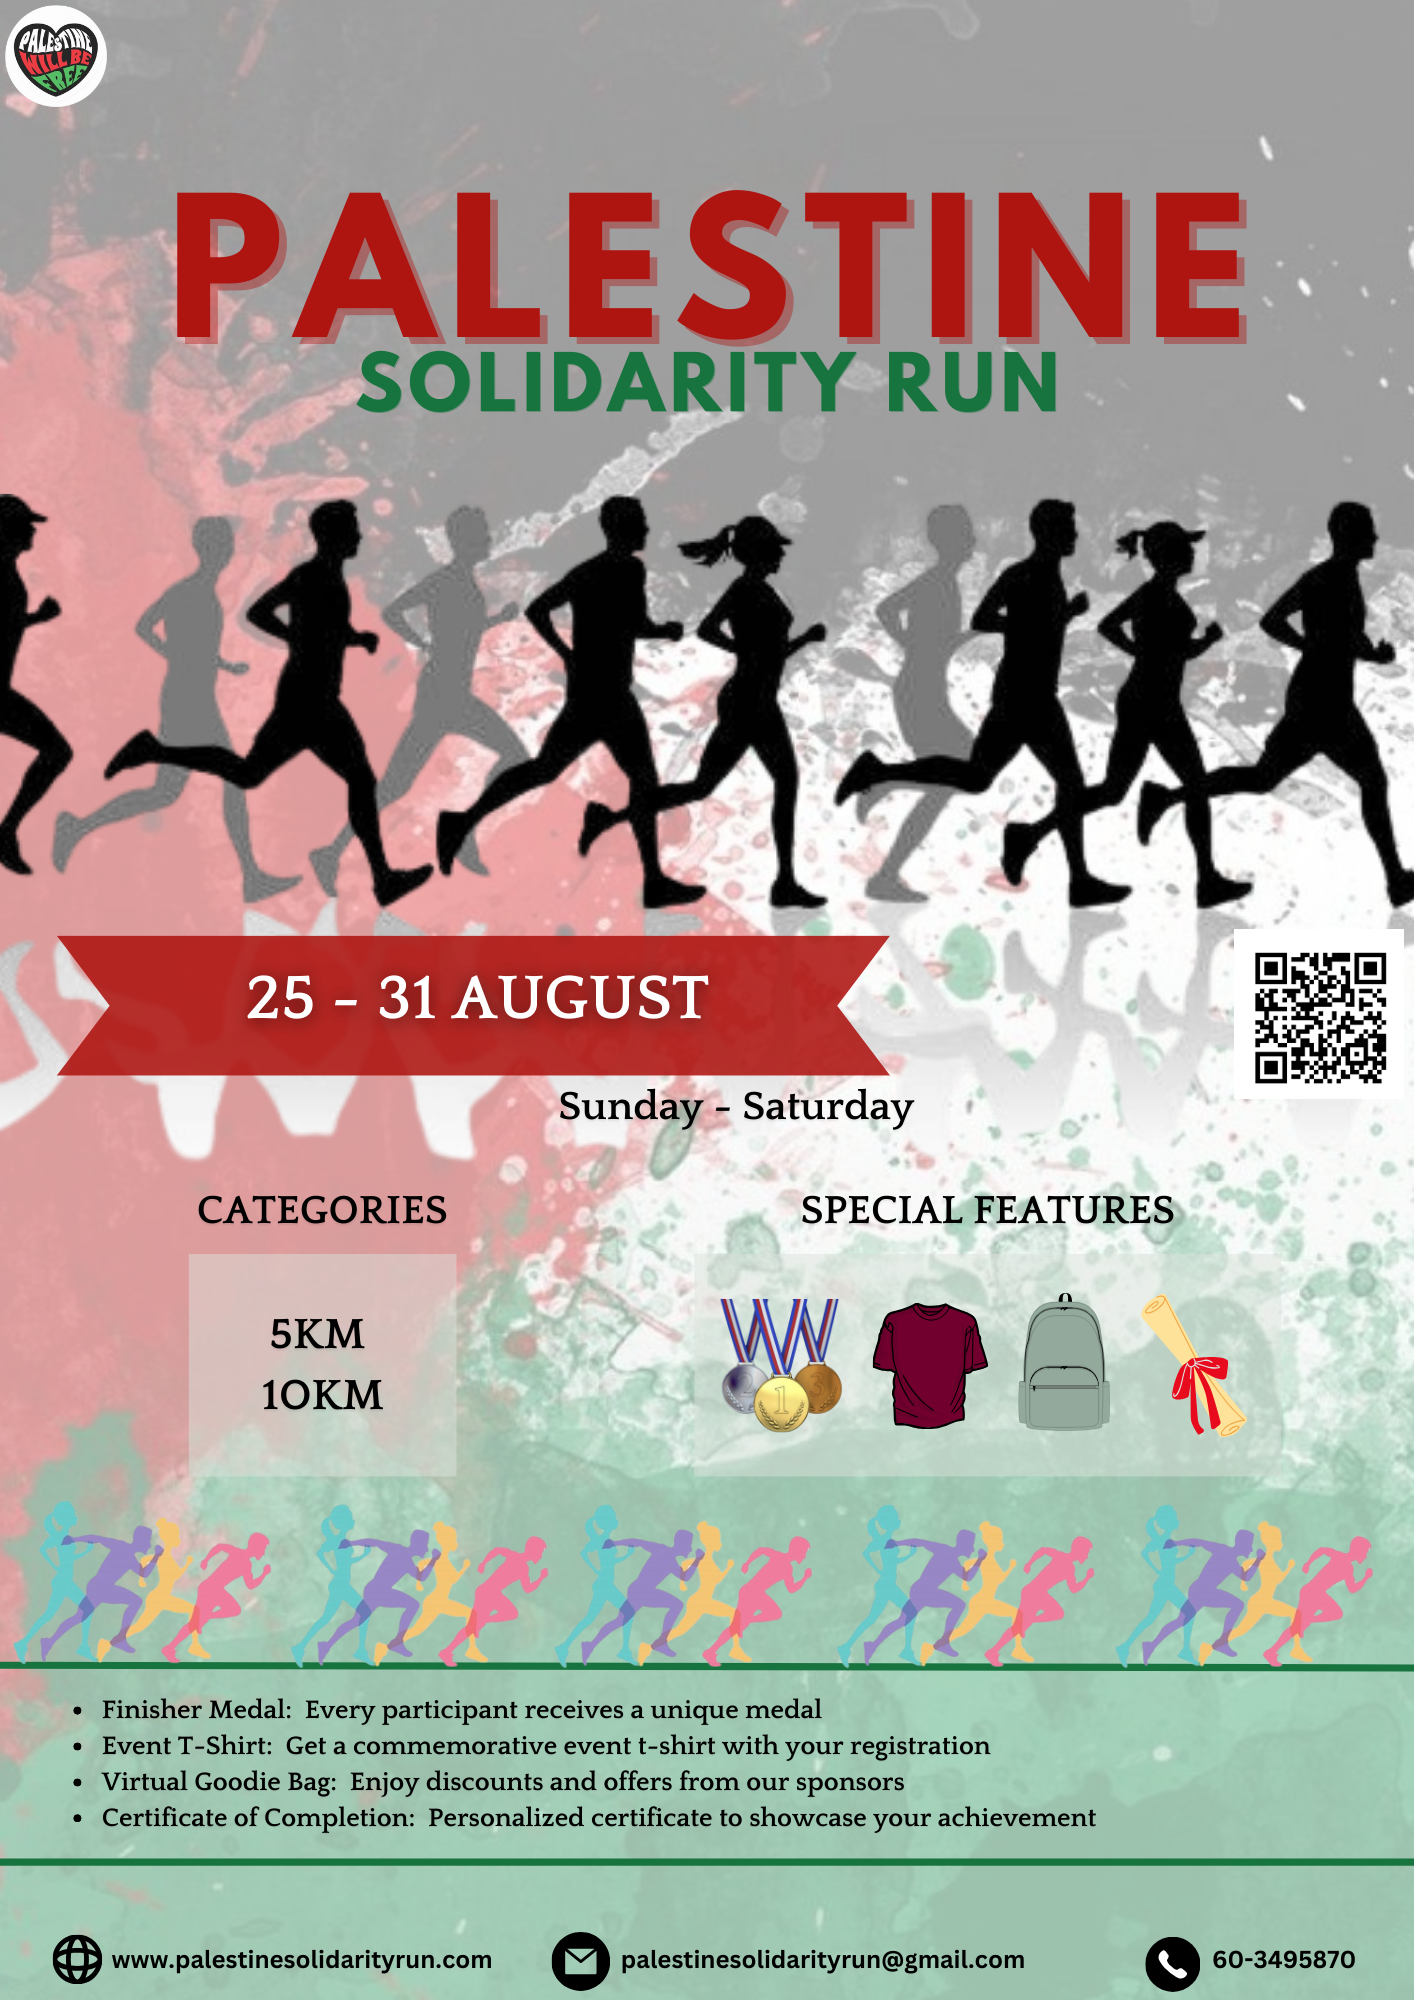 PALESTINE
WILL BE
FREE
PALESTINE
SOLIDARITY RUN
25 - 31 AUGUST
Sunday - Saturday
CATEGORIES
5KM
10KM
SPECIAL FEATURES
2 1 3
• Finisher Medal: Every participant receives a unique medal
• Event T-Shirt: Get a commemorative event t-shirt with your registration
• Virtual Goodie Bag: Enjoy discounts and offers from our sponsors
• Certificate of Completion: Personalized certificate to showcase your achievement
www.palestinesolidarityrun.com
palestinesolidarityrun@gmail.com
60-3495870